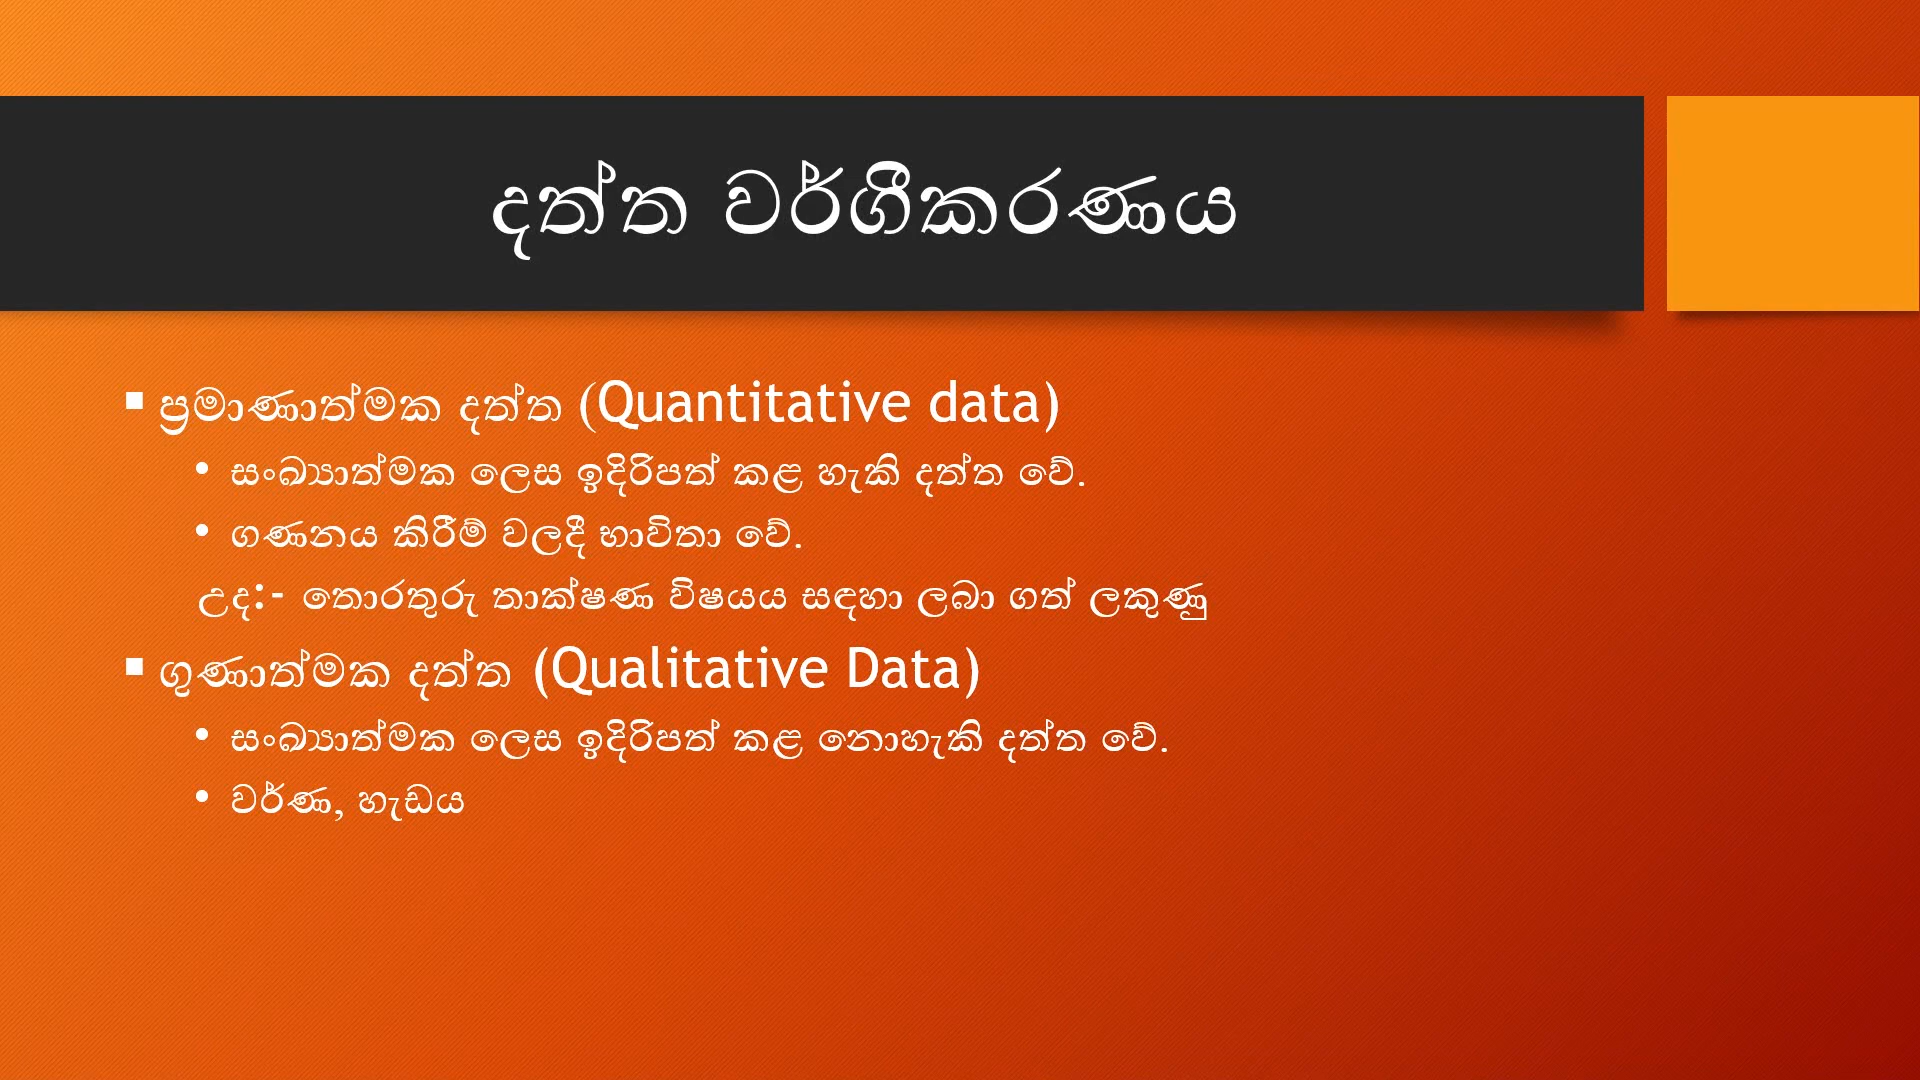 දත්ත වර්ගීකරණය
ප්‍රමාණාත්මක දත්ත (Quantitative data)
සංඛ්‍යාත්මක ලෙස ඉදිරිපත් කළ හැකි දත්ත වේ.
ගණනය කිරීම් වලදී භාවිතා වේ.
උද:- තොරතුරු තාක්ෂණ විෂයය සඳහා ලබා ගත් ලකුණු
ගුණාත්මක දත්ත (Qualitative Data)
සංඛ්‍යාත්මක ලෙස ඉදිරිපත් කළ නොහැකි දත්ත වේ.
වර්ණ, හැඩය